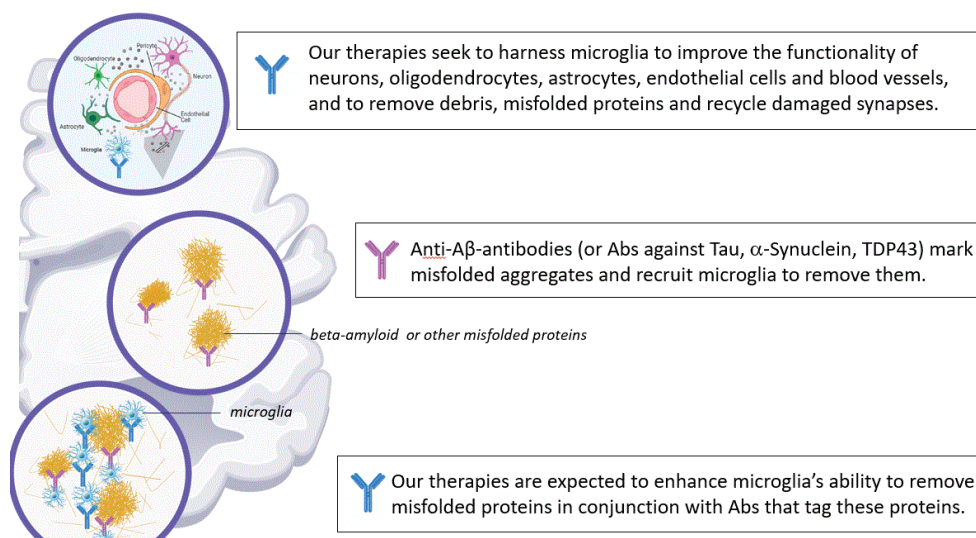 Pericyte
Oligodendrocyte
Neuron
Endothelial
Cell
Astrocyte
Microglia
Our therapies seek to harness microglia to improve the functionality of
neurons, oligodendrocytes, astrocytes, endothelial cells and blood vessels,
and to remove debris, misfolded proteins and recycle damaged synapses.
Anti-Aβ-antibodies (or Abs against Tau, α-Synuclein, TDP43) mark
misfolded aggregates and recruit microglia to remove them.
beta-amyloid or other misfolded proteins
microglia
Our therapies are expected to enhance microglia’s ability to remove
misfolded proteins in conjunction with Abs that tag these proteins.